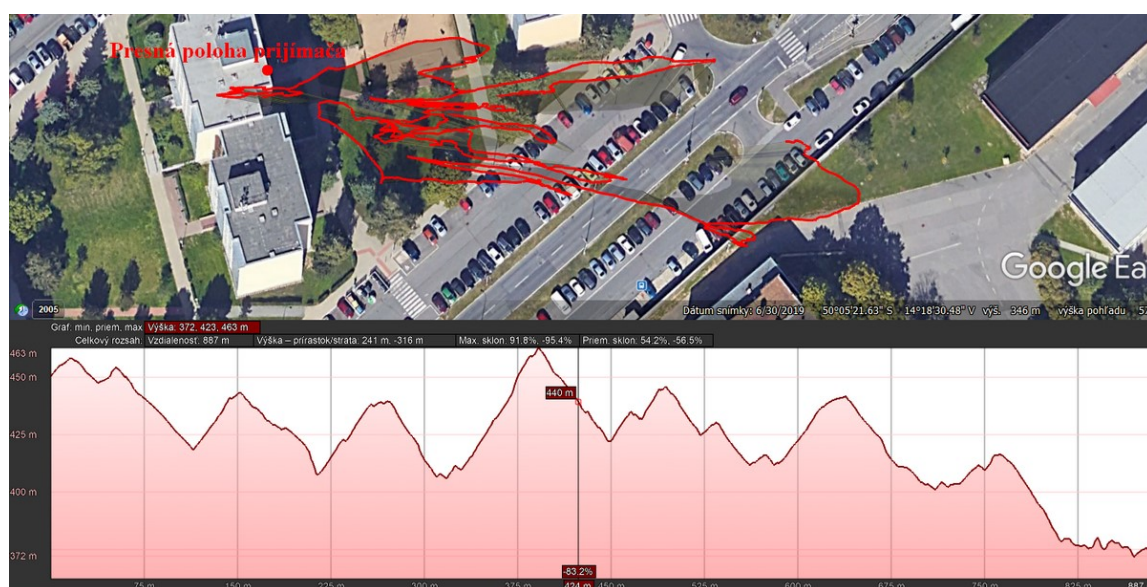 Presná poloha prijímača
Google Ea
2005
Dátum snímky: 6/30/2019 50°05'21.63" S 14°18'30.48" V výš. 346 m výška pohľadu 57
Graf: min, priem, max Výška: 372, 423, 463 m
Celkový rozsah: Vzdialenosť: 887 m Výška – prírastok/strata: 241 m, -316 m Max. sklon: 91.8%, -95.4% Priem. sklon: 54.2%, -56.5%
463 m
450 m
440 m
425 m
400 m
372 m
-83.2%
75 m 150 m 225 m 300 m 375 m 424 m 450 m 525 m 600 m 675 m 750 m 825 m 887